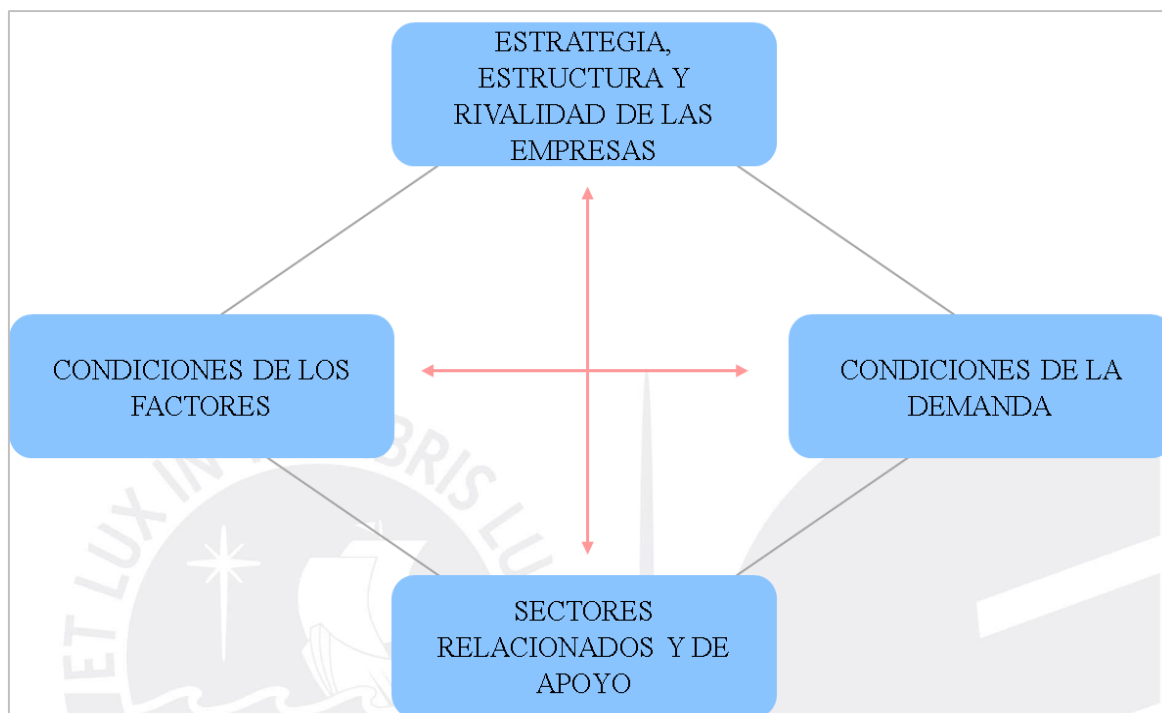 ESTRATEGIA,
ESTRUCTURA Y
RIVALIDAD DE LAS
EMPRESAS
CONDICIONES DE LOS
FACTORES
CONDICIONES DE LA
DEMANDA
ET LUX IN
BRIS LU
SECTORES
RELACIONADOS Y DE
APOYO